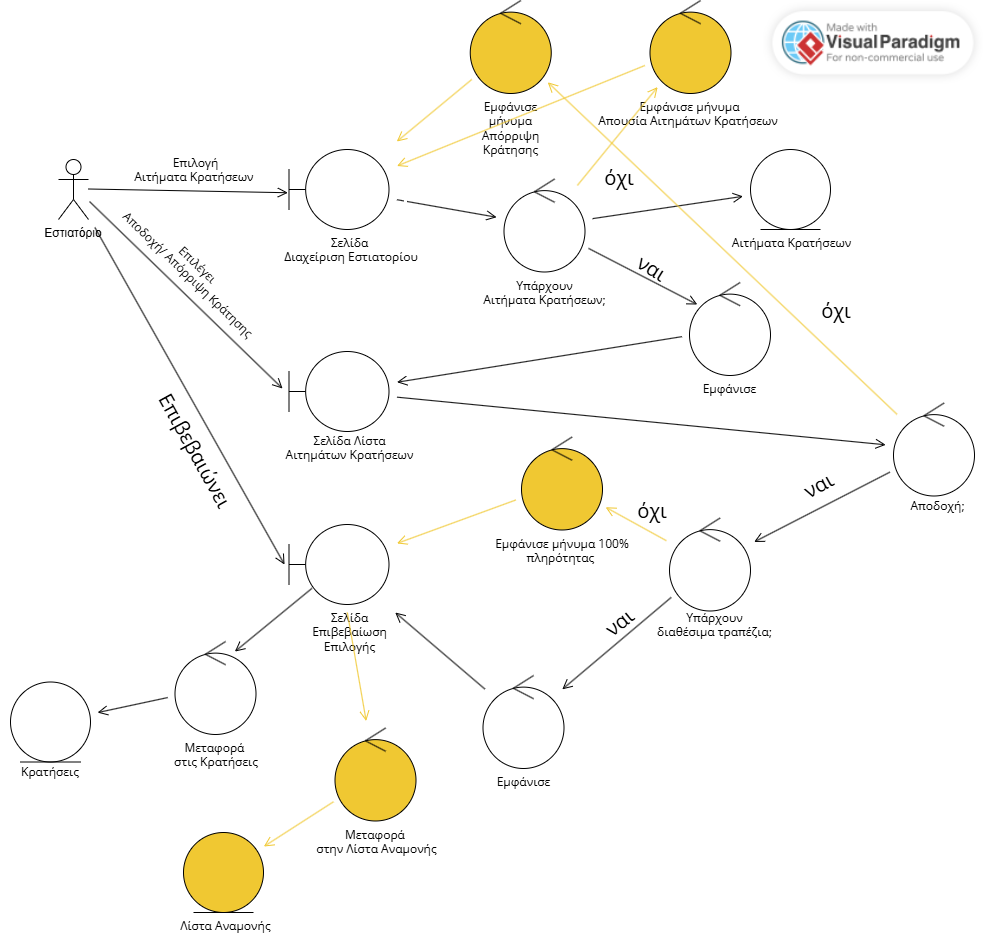 Made with
Visual Paradigm
For non-commercial use
Εμφάνισε
μήνυμα
Απόρριψη
Κράτησης
Εμφάνισε μήνυμα
Απουσία Αιτημάτων Κρατήσεων
Επιλογή
Αιτήματα Κρατήσεων
όχι
Εστιατόριο
Σελίδα
Διαχείριση Εστιατορίου
Αιτήματα Κρατήσεων
Επιλέγει
Αποδοχή/ Απόρριψη Κράτησης
Υπάρχουν
Αιτήματα Κρατήσεων;
ναι
όχι
Εμφάνισε
Σελίδα Λίστα
Αιτημάτων Κρατήσεων
Επιβεβαιώνει
ναι
Αποδοχή;
όχι
Εμφάνισε μήνυμα 100%
πληρότητας
Σελίδα
Επιβεβαίωση
Επιλογής
ναι
Υπάρχουν
διαθέσιμα τραπέζια;
Μεταφορά
στις Κρατήσεις
Κρατήσεις
Εμφάνισε
Μεταφορά
στην Λίστα Αναμονής
Λίστα Αναμονής